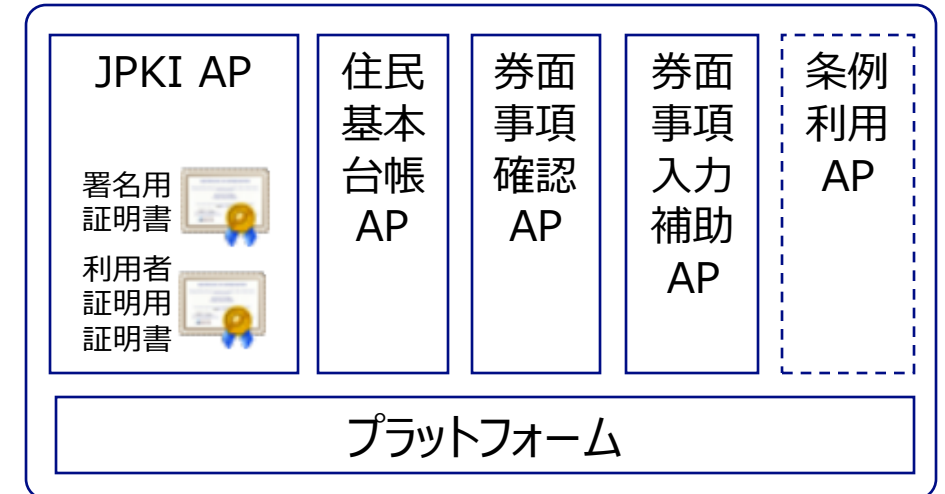 JPKI AP
署名用
証明書
利用者
証明用
証明書
住民
基本
台帳
AP
券面
事項
確認
AP
券面
事項
入力
補助
AP
条例
利用
AP
プラットフォーム